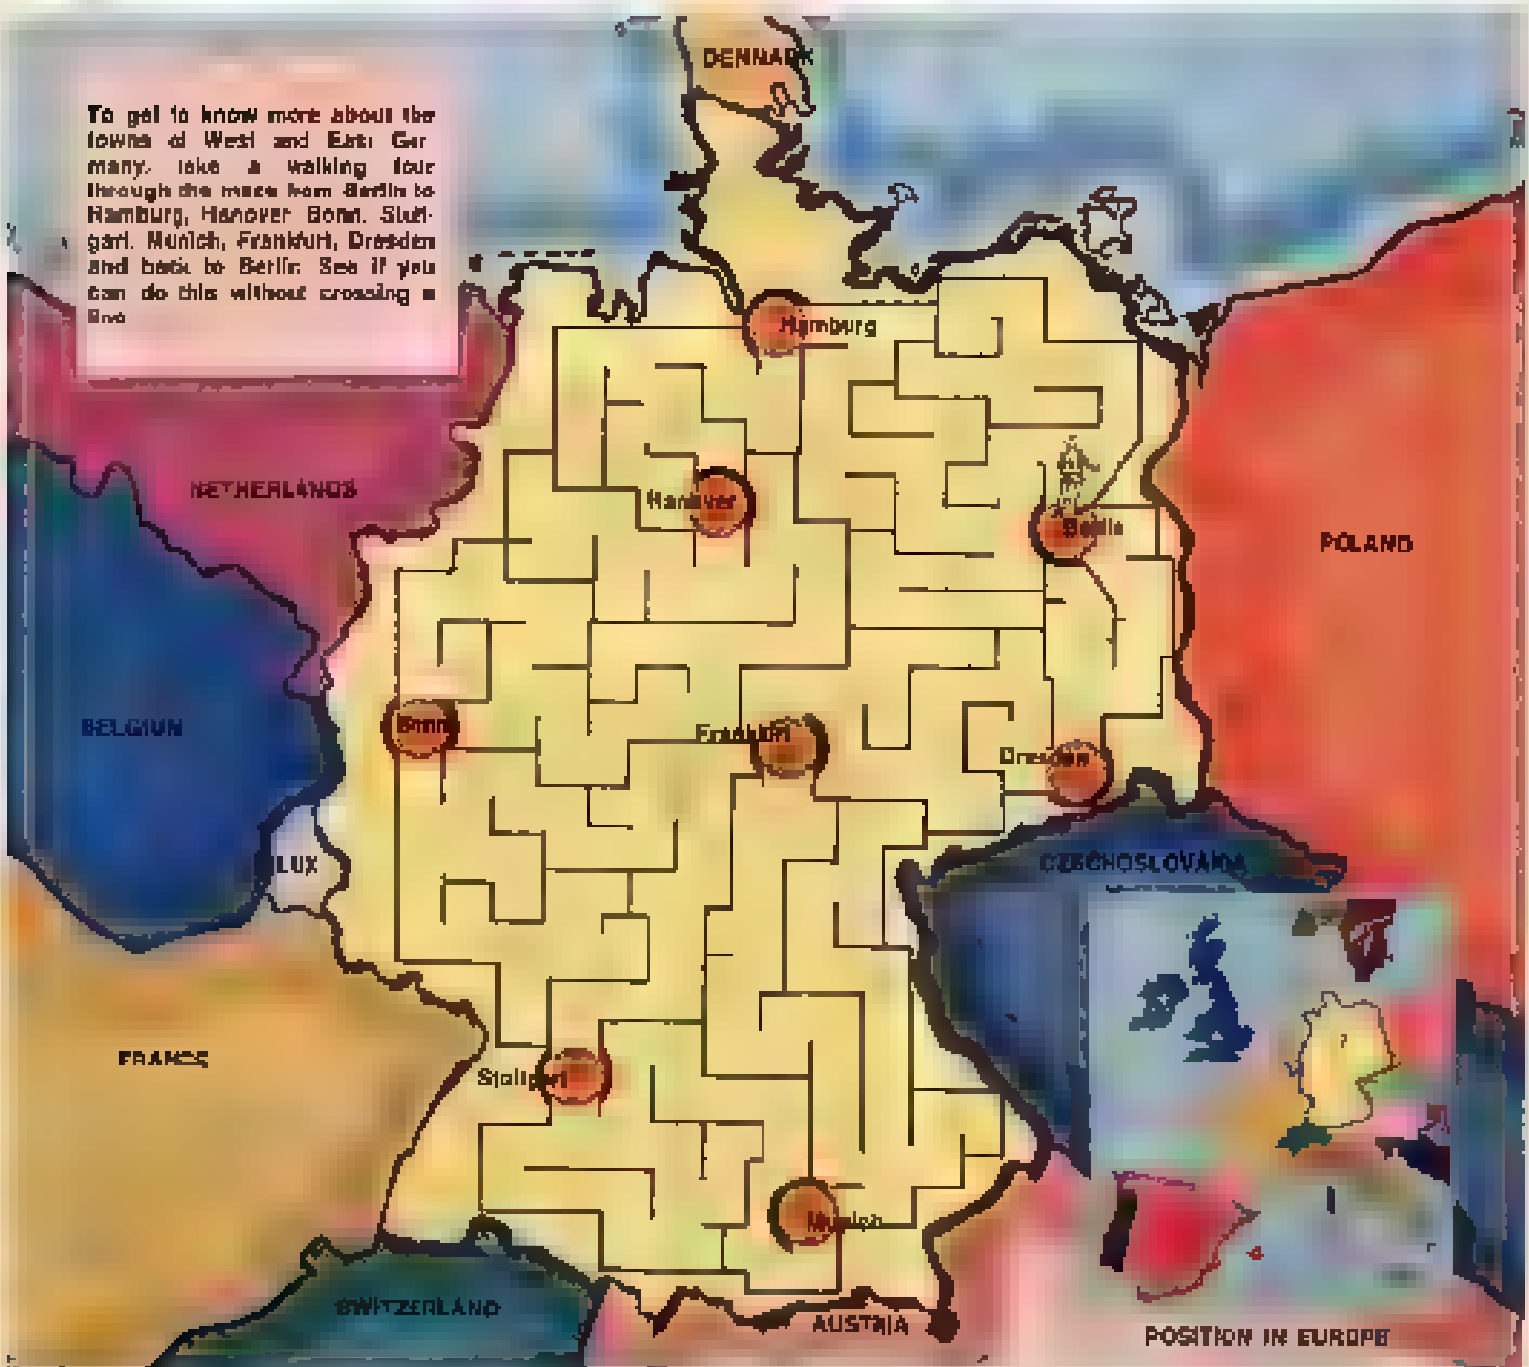 To get to know more about the
towns of West and East Ger-
many, take a walking tour
through the maze from Berlin to
Hamburg, Hanover, Bonn, Stutt-
gart, Munich, Frankfurt, Dresden
and back to Berlin. See if you
can do this without crossing a
line
DENMARK
Hamburg
NETHERLANDS
Hanover
Berlin
POLAND
BELGIUM
Bonn
Frankfurt
Dresden
LUX
CZECHOSLOVAKIA
FRANCE
Stuttgart
Munich
SWITZERLAND
AUSTRIA
POSITION IN EUROPE